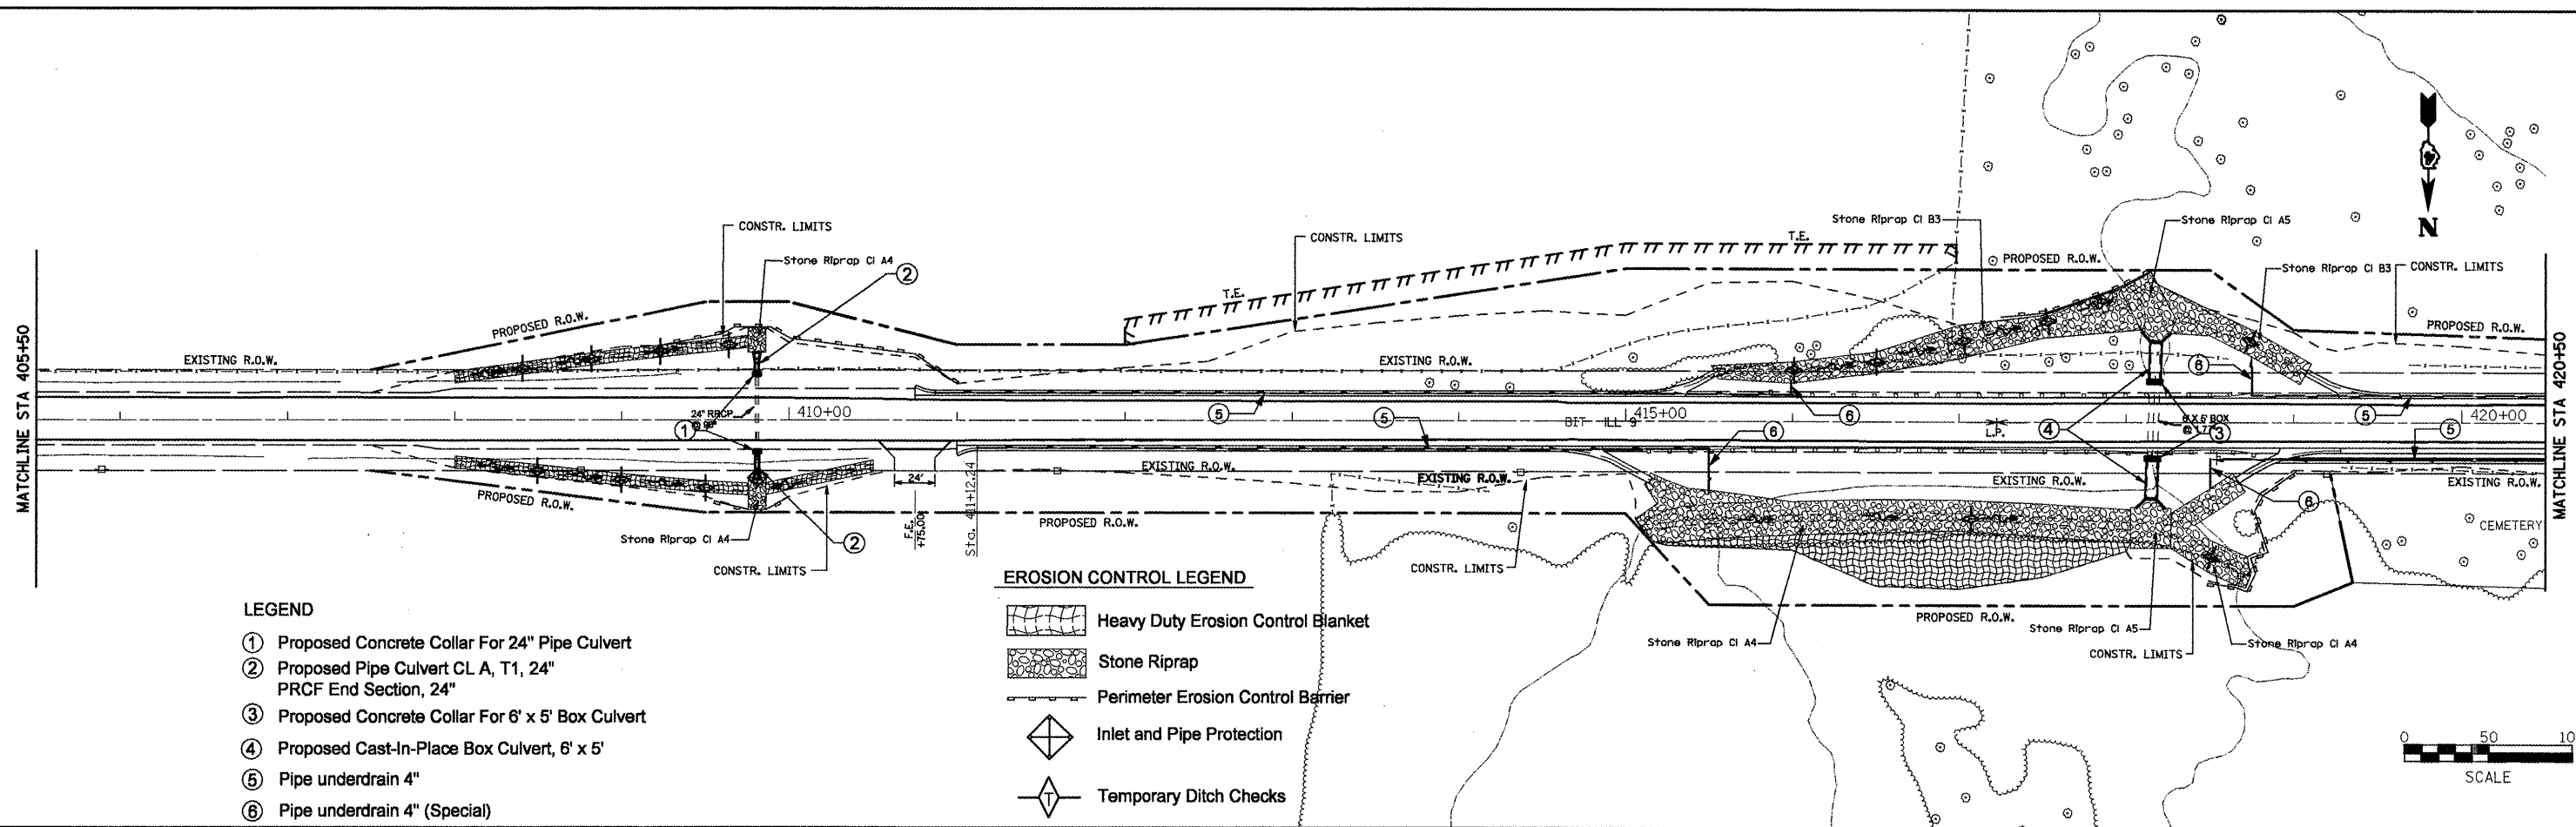 MATCHLINE STA 405+50
MATCHLINE STA 420+50
CONSTR. LIMITS
Stone Riprap Cl A4
2
PROPOSED R.O.W.
EXISTING R.O.W.
24" RRCP
1
410+00
T.E.
CONSTR. LIMITS
T.E.
EXISTING R.O.W.
5
5
BIT
ILL 9
415+00
6
6
Stone Riprap Cl B3
Stone Riprap Cl A5
PROPOSED R.O.W.
Stone Riprap Cl B3
CONSTR. LIMITS
PROPOSED R.O.W.
N
6
L.P.
4
3
5
420+00
5
PROPOSED R.O.W.
Stone Riprap Cl A4
CONSTR. LIMITS
2
24'
F.E.
+75.00
Sta. 411+12.24
EXISTING R.O.W.
PROPOSED R.O.W.
EXISTING R.O.W.
CONSTR. LIMITS
EXISTING R.O.W.
EXISTING R.O.W.
6
CEMETERY
PROPOSED R.O.W.
Stone Riprap Cl A4
Stone Riprap Cl A5
CONSTR. LIMITS
Stone Riprap Cl A4
LEGEND
1 Proposed Concrete Collar For 24" Pipe Culvert
2 Proposed Pipe Culvert CL A, T1, 24"
PRCF End Section, 24"
3 Proposed Concrete Collar For 6' x 5' Box Culvert
4 Proposed Cast-In-Place Box Culvert, 6' x 5'
5 Pipe underdrain 4"
6 Pipe underdrain 4" (Special)
EROSION CONTROL LEGEND
Heavy Duty Erosion Control Blanket
Stone Riprap
Perimeter Erosion Control Barrier
Inlet and Pipe Protection
T Temporary Ditch Checks
0 50
SCALE